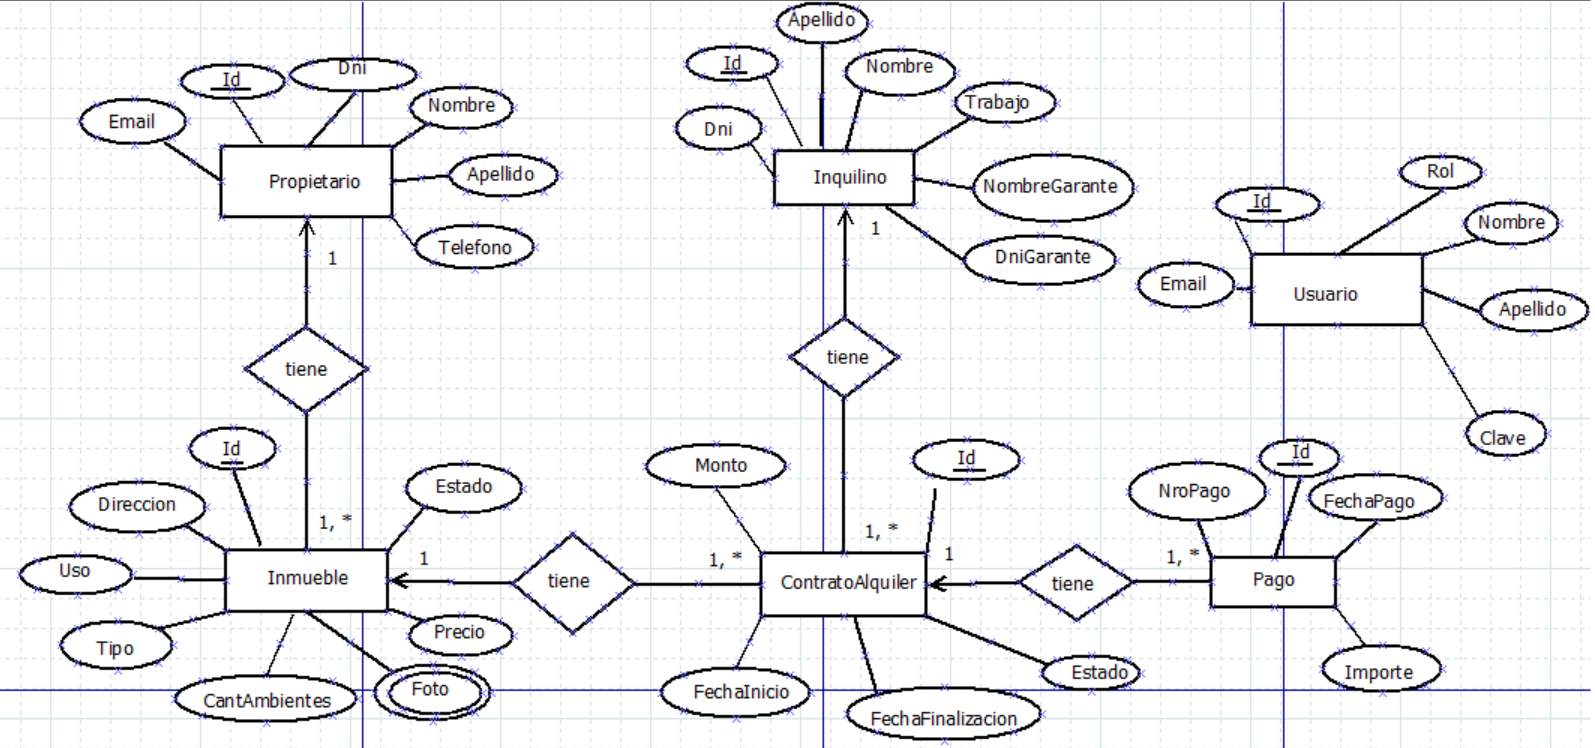 Apellido
Id
Dni
Id
Nombre
Email
Nombre
Trabajo
Dni
Propietario
Apellido
Inquilino
NombreGarante
Rol
Id
Nombre
Telefono
1
1
DniGarante
Email
Usuario
Apellido
tiene
tiene
Id
Clave
Direccion
Estado
Monto
Id
Id
NroPago
FechaPago
1, *
1, *
Uso
Inmueble
1
tiene
1, *
ContratoAlquiler
1
tiene
1, *
Pago
Tipo
Precio
CantAmbientes
Foto
FechaInicio
FechaFinalizacion
Estado
Importe